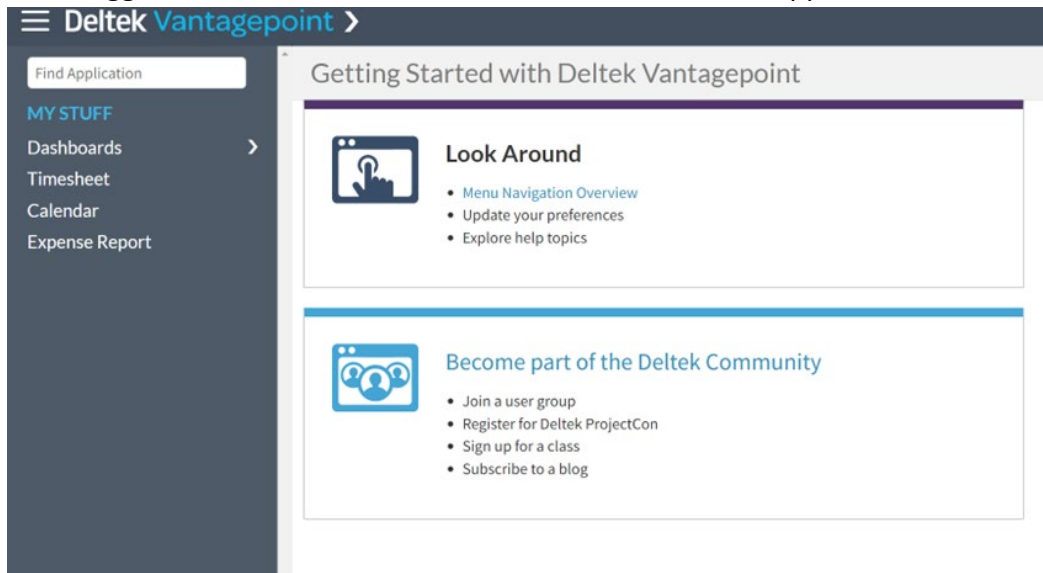 Deltek Vantagepoint
Find Application
MY STUFF
Dashboards
Timesheet
Calendar
Expense Report
Getting Started with Deltek Vantagepoint
Look Around
• Menu Navigation Overview
• Update your preferences
• Explore help topics
Become part of the Deltek Community
• Join a user group
• Register for Deltek ProjectCon
• Sign up for a class
• Subscribe to a blog